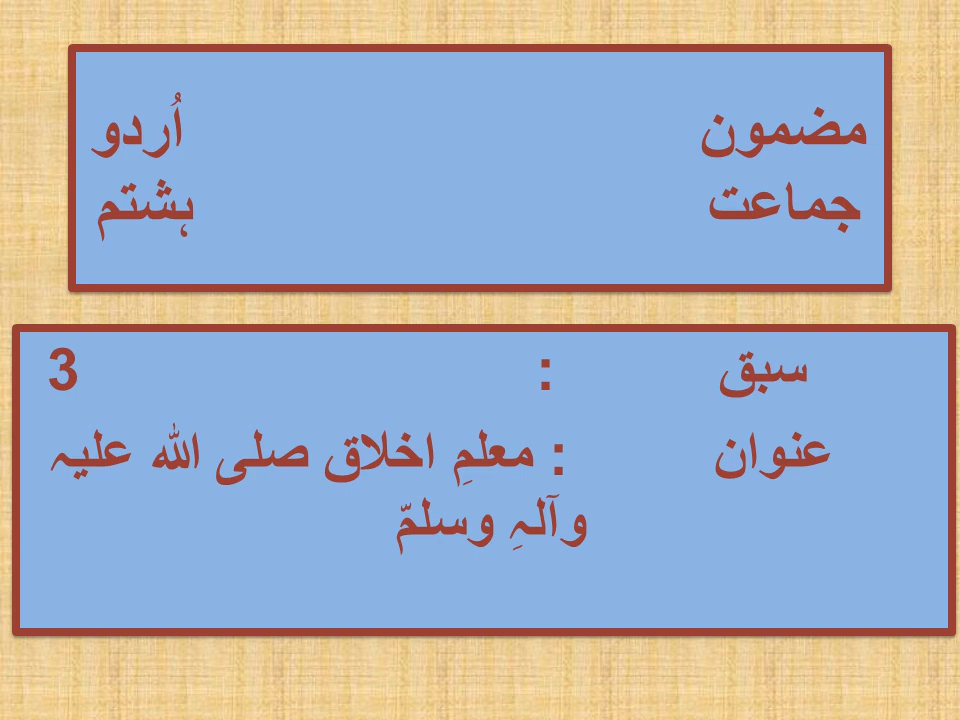 مضمون اُردو
جماعت ہشتم
سبق : 3
عنوان : معلمِ اخلاق صلی اللہ علیہ
وآلہِ وسلمّ